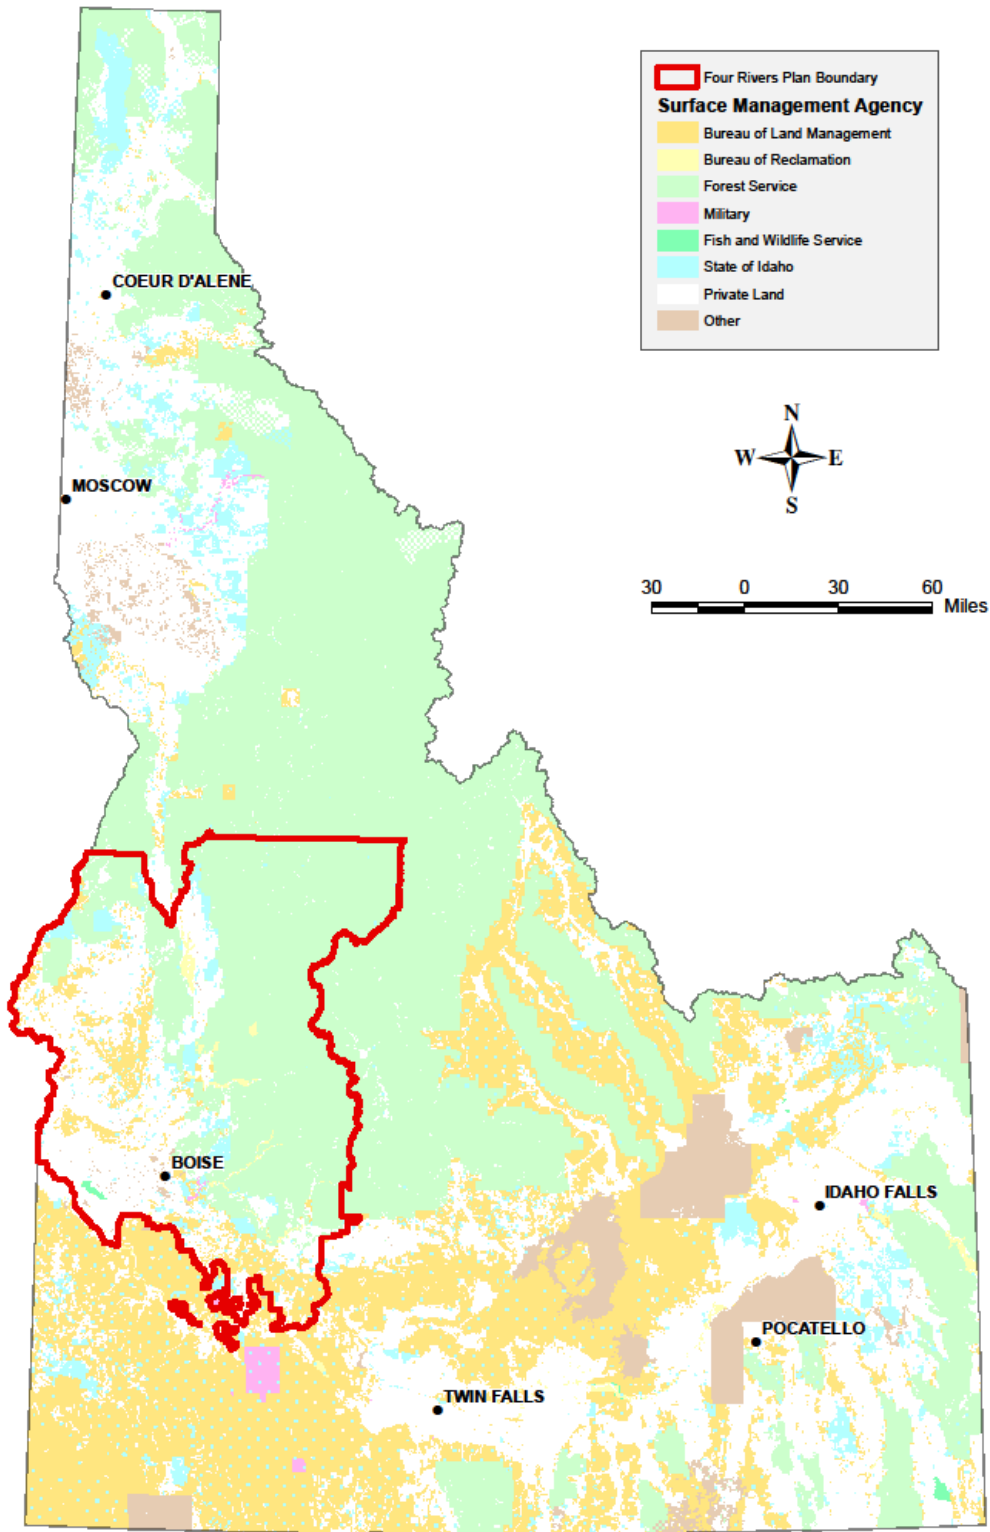 Four Rivers Plan Boundary
Surface Management Agency
Bureau of Land Management
Bureau of Reclamation
Forest Service
Military
Fish and Wildlife Service
State of Idaho
Private Land
Other
COEUR D'ALENE
N
W E
S
MOSCOW
30 0 30 60
Miles
BOISE
IDAHO FALLS
POCATELLO
TWIN FALLS